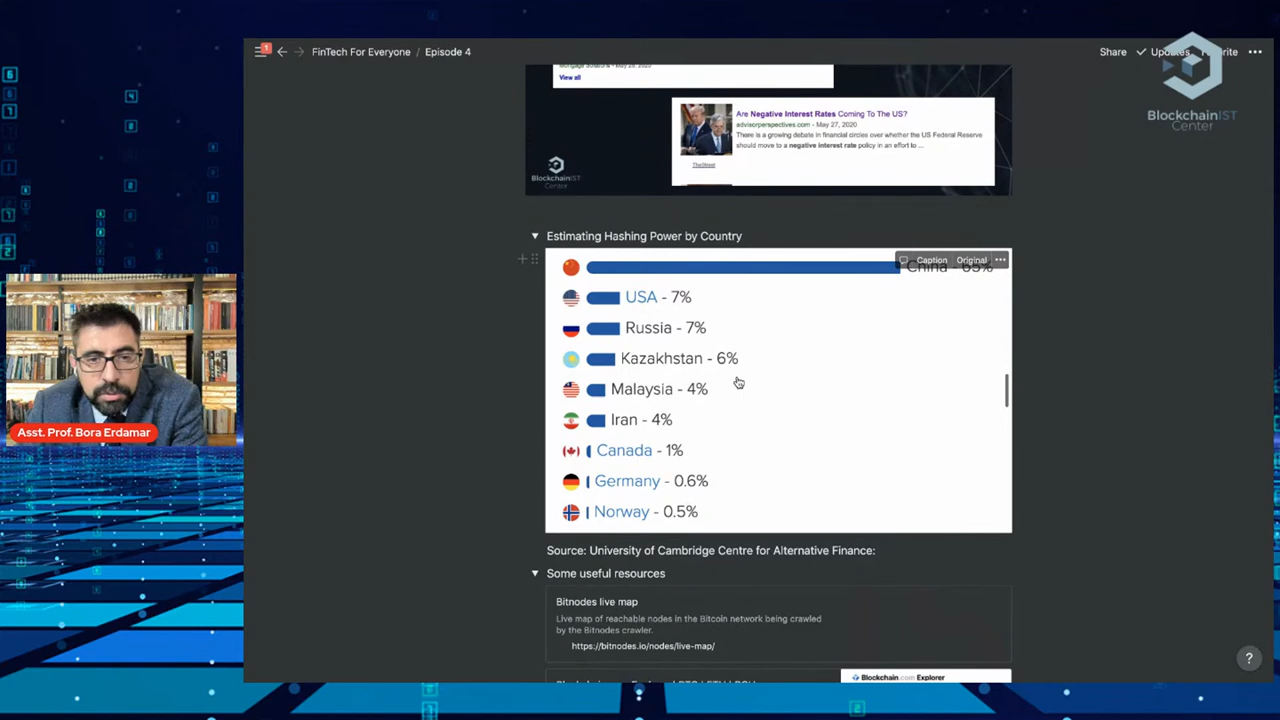 FinTech For Everyone / Episode 4
Share
Updates
BlockchainIST
Center
View all
Are Negative Interest Rates Coming To The US?
advisorperspectives.com - May 27, 2020
There is a growing debate in financial circles over whether the US Federal Reserve
should move to a negative interest rate policy in an effort to ...
TheStreet
BlockchainIST
Center
Estimating Hashing Power by Country
Caption Original
China - 65%
USA - 7%
Russia - 7%
Kazakhstan - 6%
Malaysia - 4%
Iran - 4%
Canada - 1%
Germany - 0.6%
Norway - 0.5%
Asst. Prof. Bora Erdamar
Source: University of Cambridge Centre for Alternative Finance:
Some useful resources
Bitnodes live map
Live map of reachable nodes in the Bitcoin network being crawled
by the Bitnodes crawler.
https://bitnodes.io/nodes/live-map/
Blockchain.com Explorer